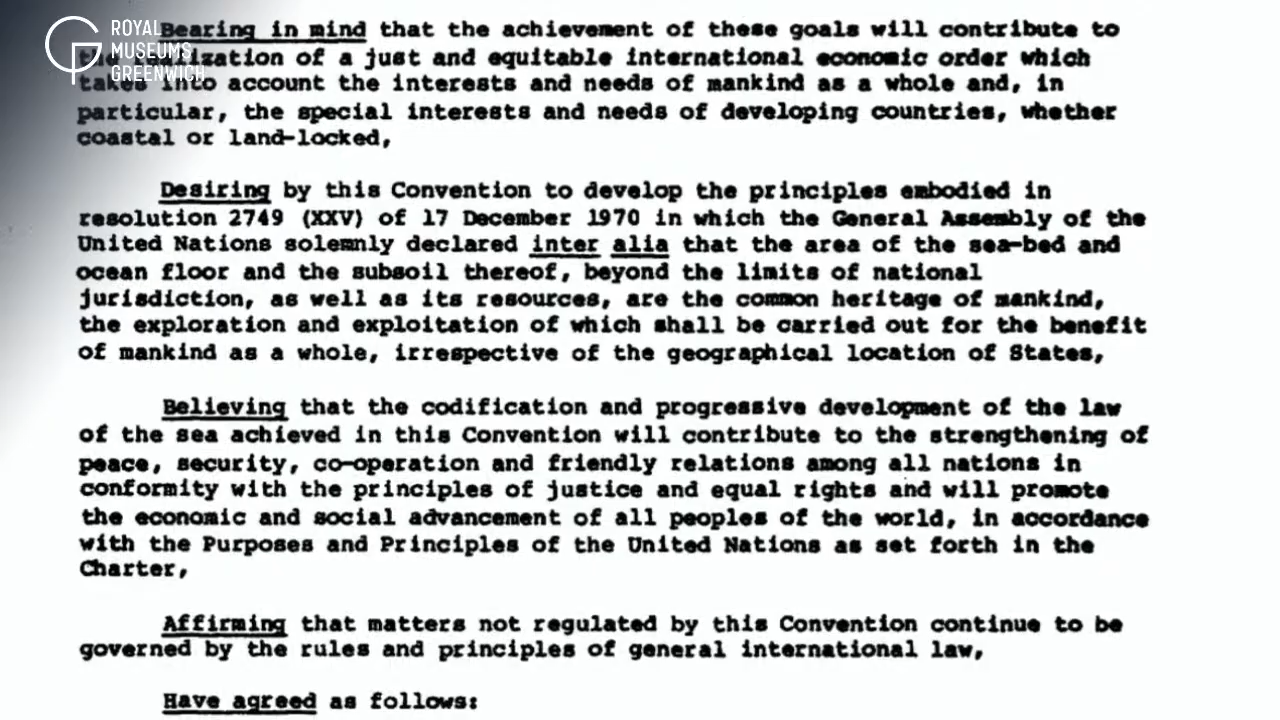 ROYAL
MUSEUMS
GREENWICH
Bearing in mind that the achievement of these goals will contribute to
the realization of a just and equitable international economic order which
takes into account the interests and needs of mankind as a whole and, in
particular, the special interests and needs of developing countries, whether
coastal or land-locked,
Desiring by this Convention to develop the principles embodied in
resolution 2749 (XXV) of 17 December 1970 in which the General Assembly of the
United Nations solemnly declared inter alia that the area of the sea-bed and
ocean floor and the subsoil thereof, beyond the limits of national
jurisdiction, as well as its resources, are the common heritage of mankind,
the exploration and exploitation of which shall be carried out for the benefit
of mankind as a whole, irrespective of the geographical location of States,
Believing that the codification and progressive development of the law
of the sea achieved in this Convention will contribute to the strengthening of
peace, security, co-operation and friendly relations among all nations in
conformity with the principles of justice and equal rights and will promote
the economic and social advancement of all peoples of the world, in accordance
with the Purposes and Principles of the United Nations as set forth in the
Charter,
Affirming that matters not regulated by this Convention continue to be
governed by the rules and principles of general international law,
Have agreed as follows: